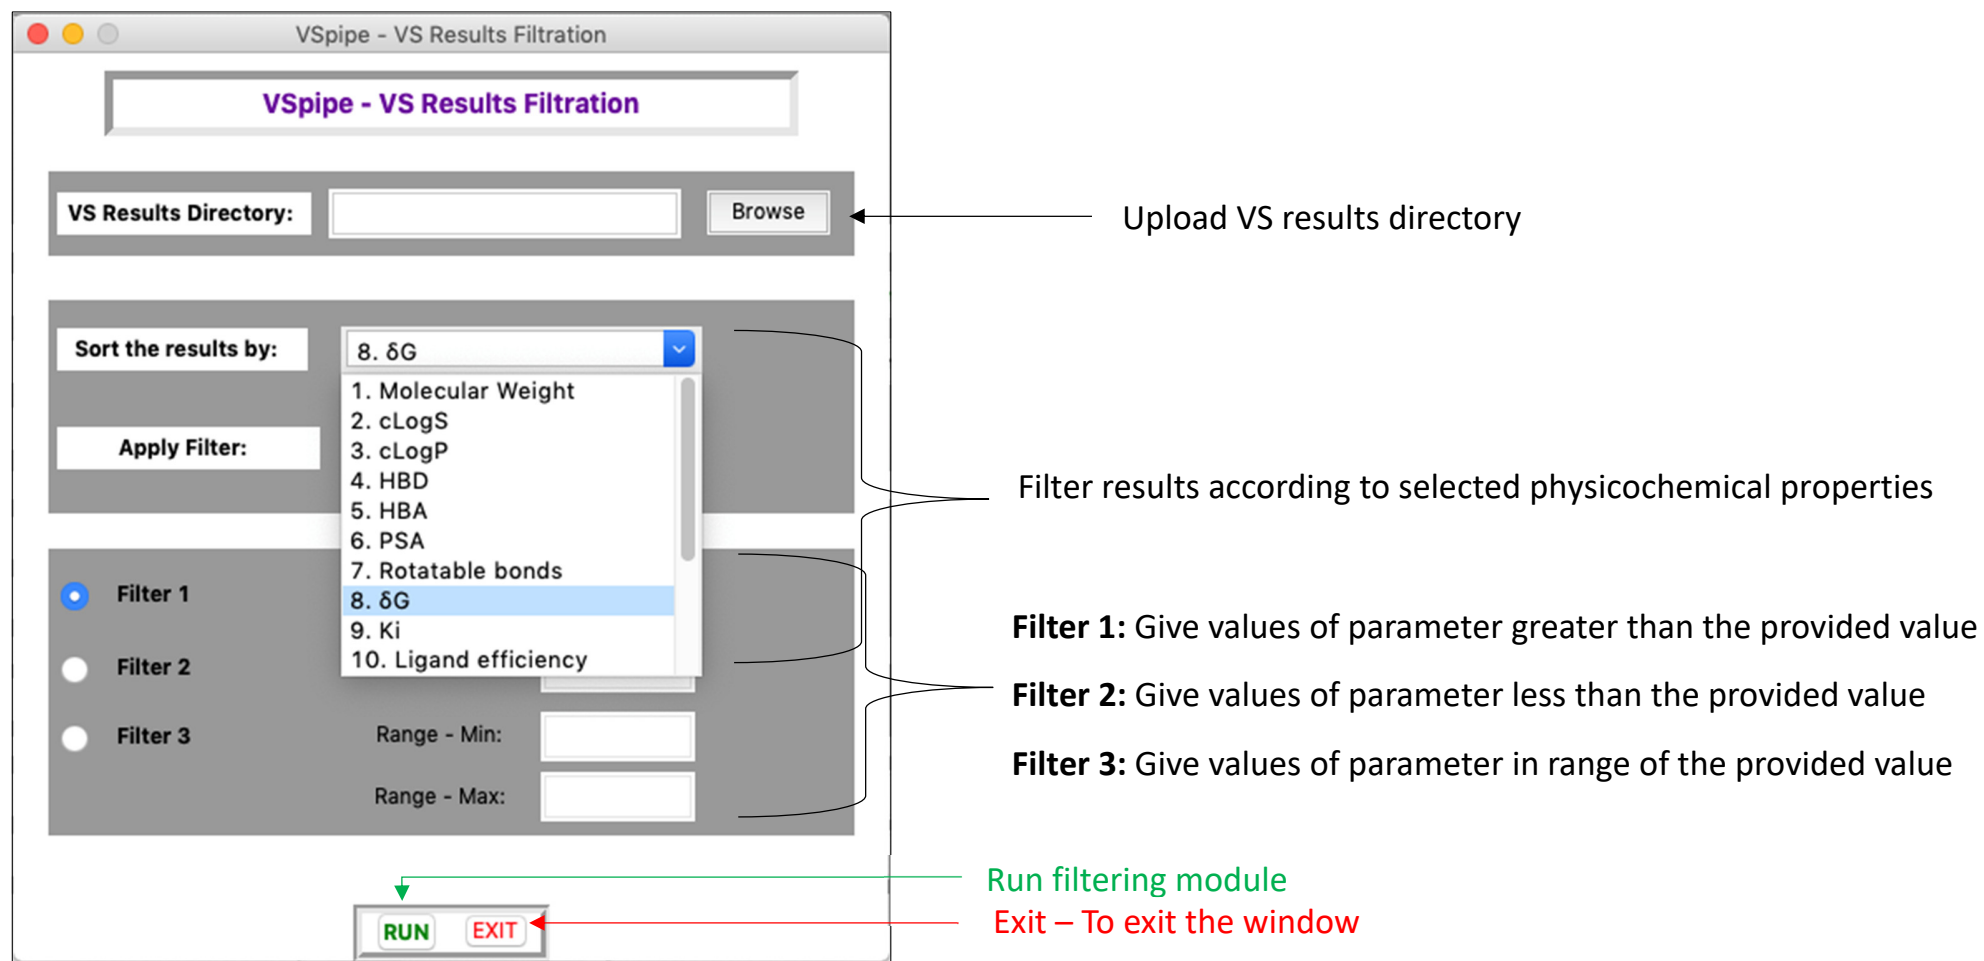 VSpipe - VS Results Filtration
VSpipe - VS Results Filtration
VS Results Directory:
Browse
Upload VS results directory
Sort the results by:
8. δG
1. Molecular Weight
2. cLogS
3. cLogP
4. HBD
5. HBA
6. PSA
7. Rotatable bonds
8. δG
9. Ki
10. Ligand efficiency
Apply Filter:
Filter results according to selected physicochemical properties
Filter 1
Filter 2
Filter 3
Range - Min:
Range - Max:
Filter 1: Give values of parameter greater than the provided value
Filter 2: Give values of parameter less than the provided value
Filter 3: Give values of parameter in range of the provided value
RUN
EXIT
Run filtering module
Exit – To exit the window